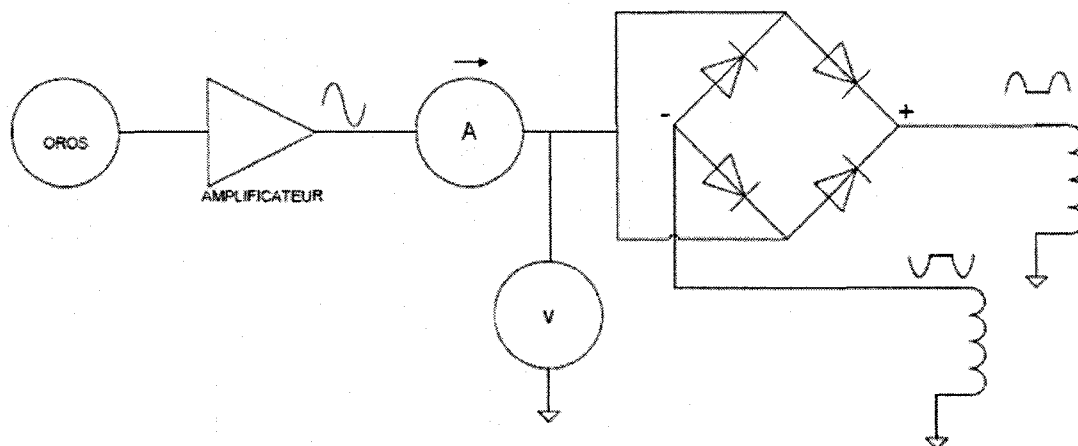 OROS
AMPLIFICATEUR
A
V
-
+